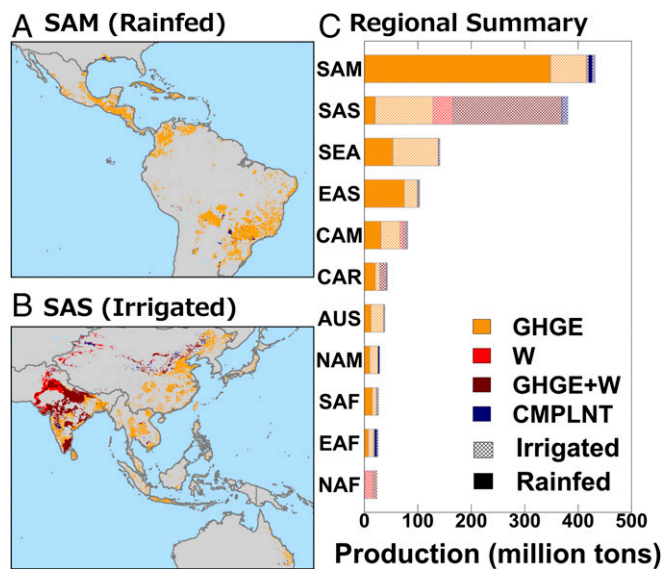 A SAM (Rainfed)
B SAS (Irrigated)
C Regional Summary
SAM
SAS
SEA
EAS
CAM
CAR
AUS
NAM
SAF
EAF
NAF
GHGE
W
GHGE+W
CMPLNT
Irrigated
Rainfed
0 100 200 300 400 500
Production (million tons)